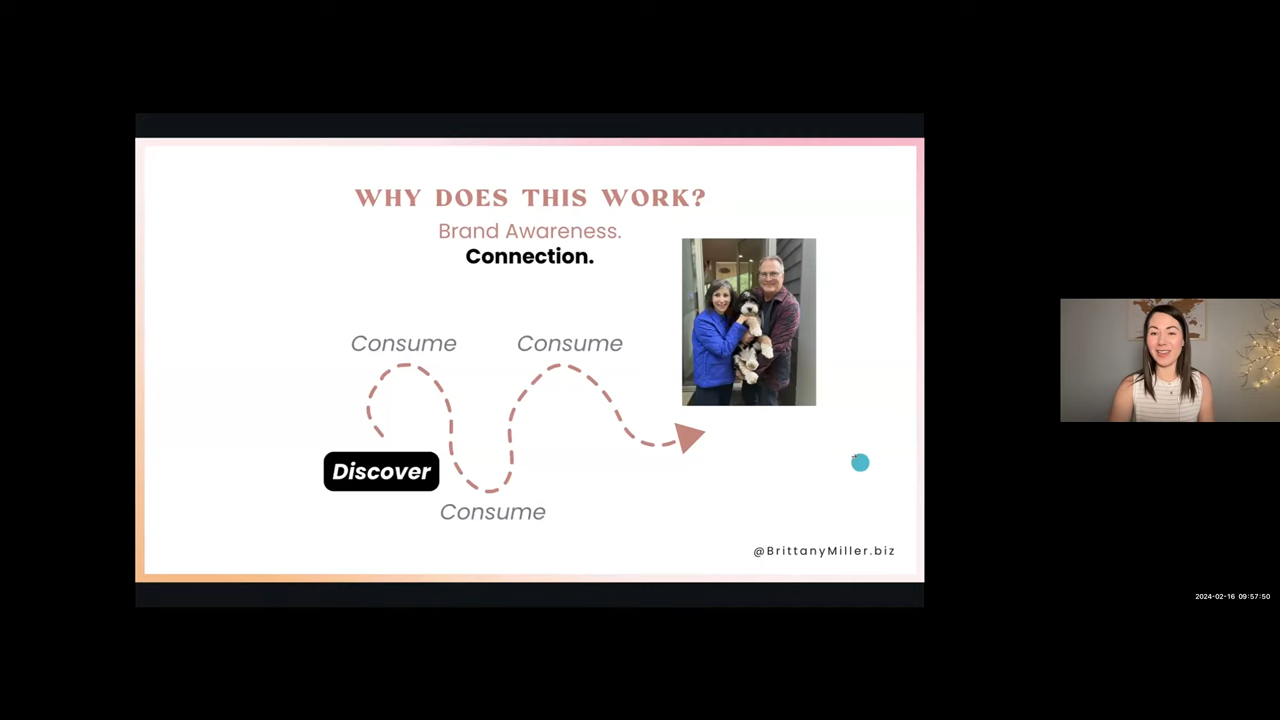 WHY DOES THIS WORK?
Brand Awareness.
Connection.
Consume
Consume
Discover
Consume
@BrittanyMiller.biz
2024-02-16 09:57:50